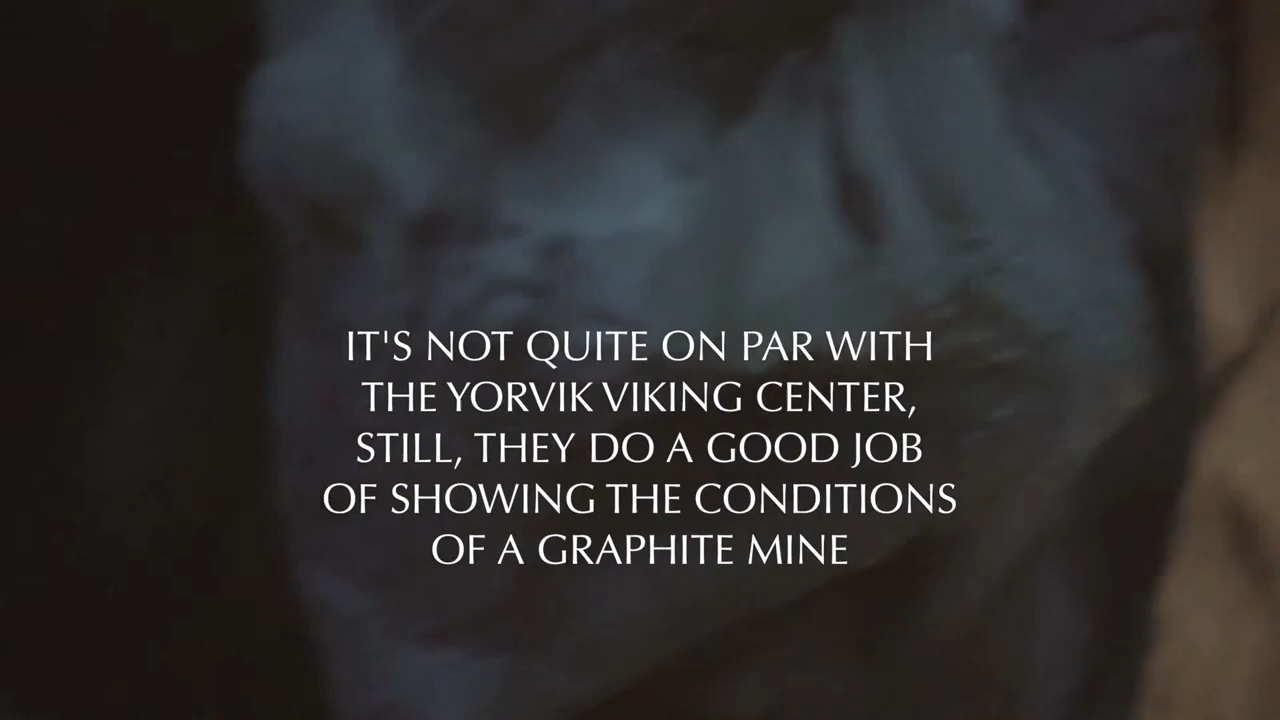 IT'S NOT QUITE ON PAR WITH
THE YORVIK VIKING CENTER,
STILL, THEY DO A GOOD JOB
OF SHOWING THE CONDITIONS
OF A GRAPHITE MINE